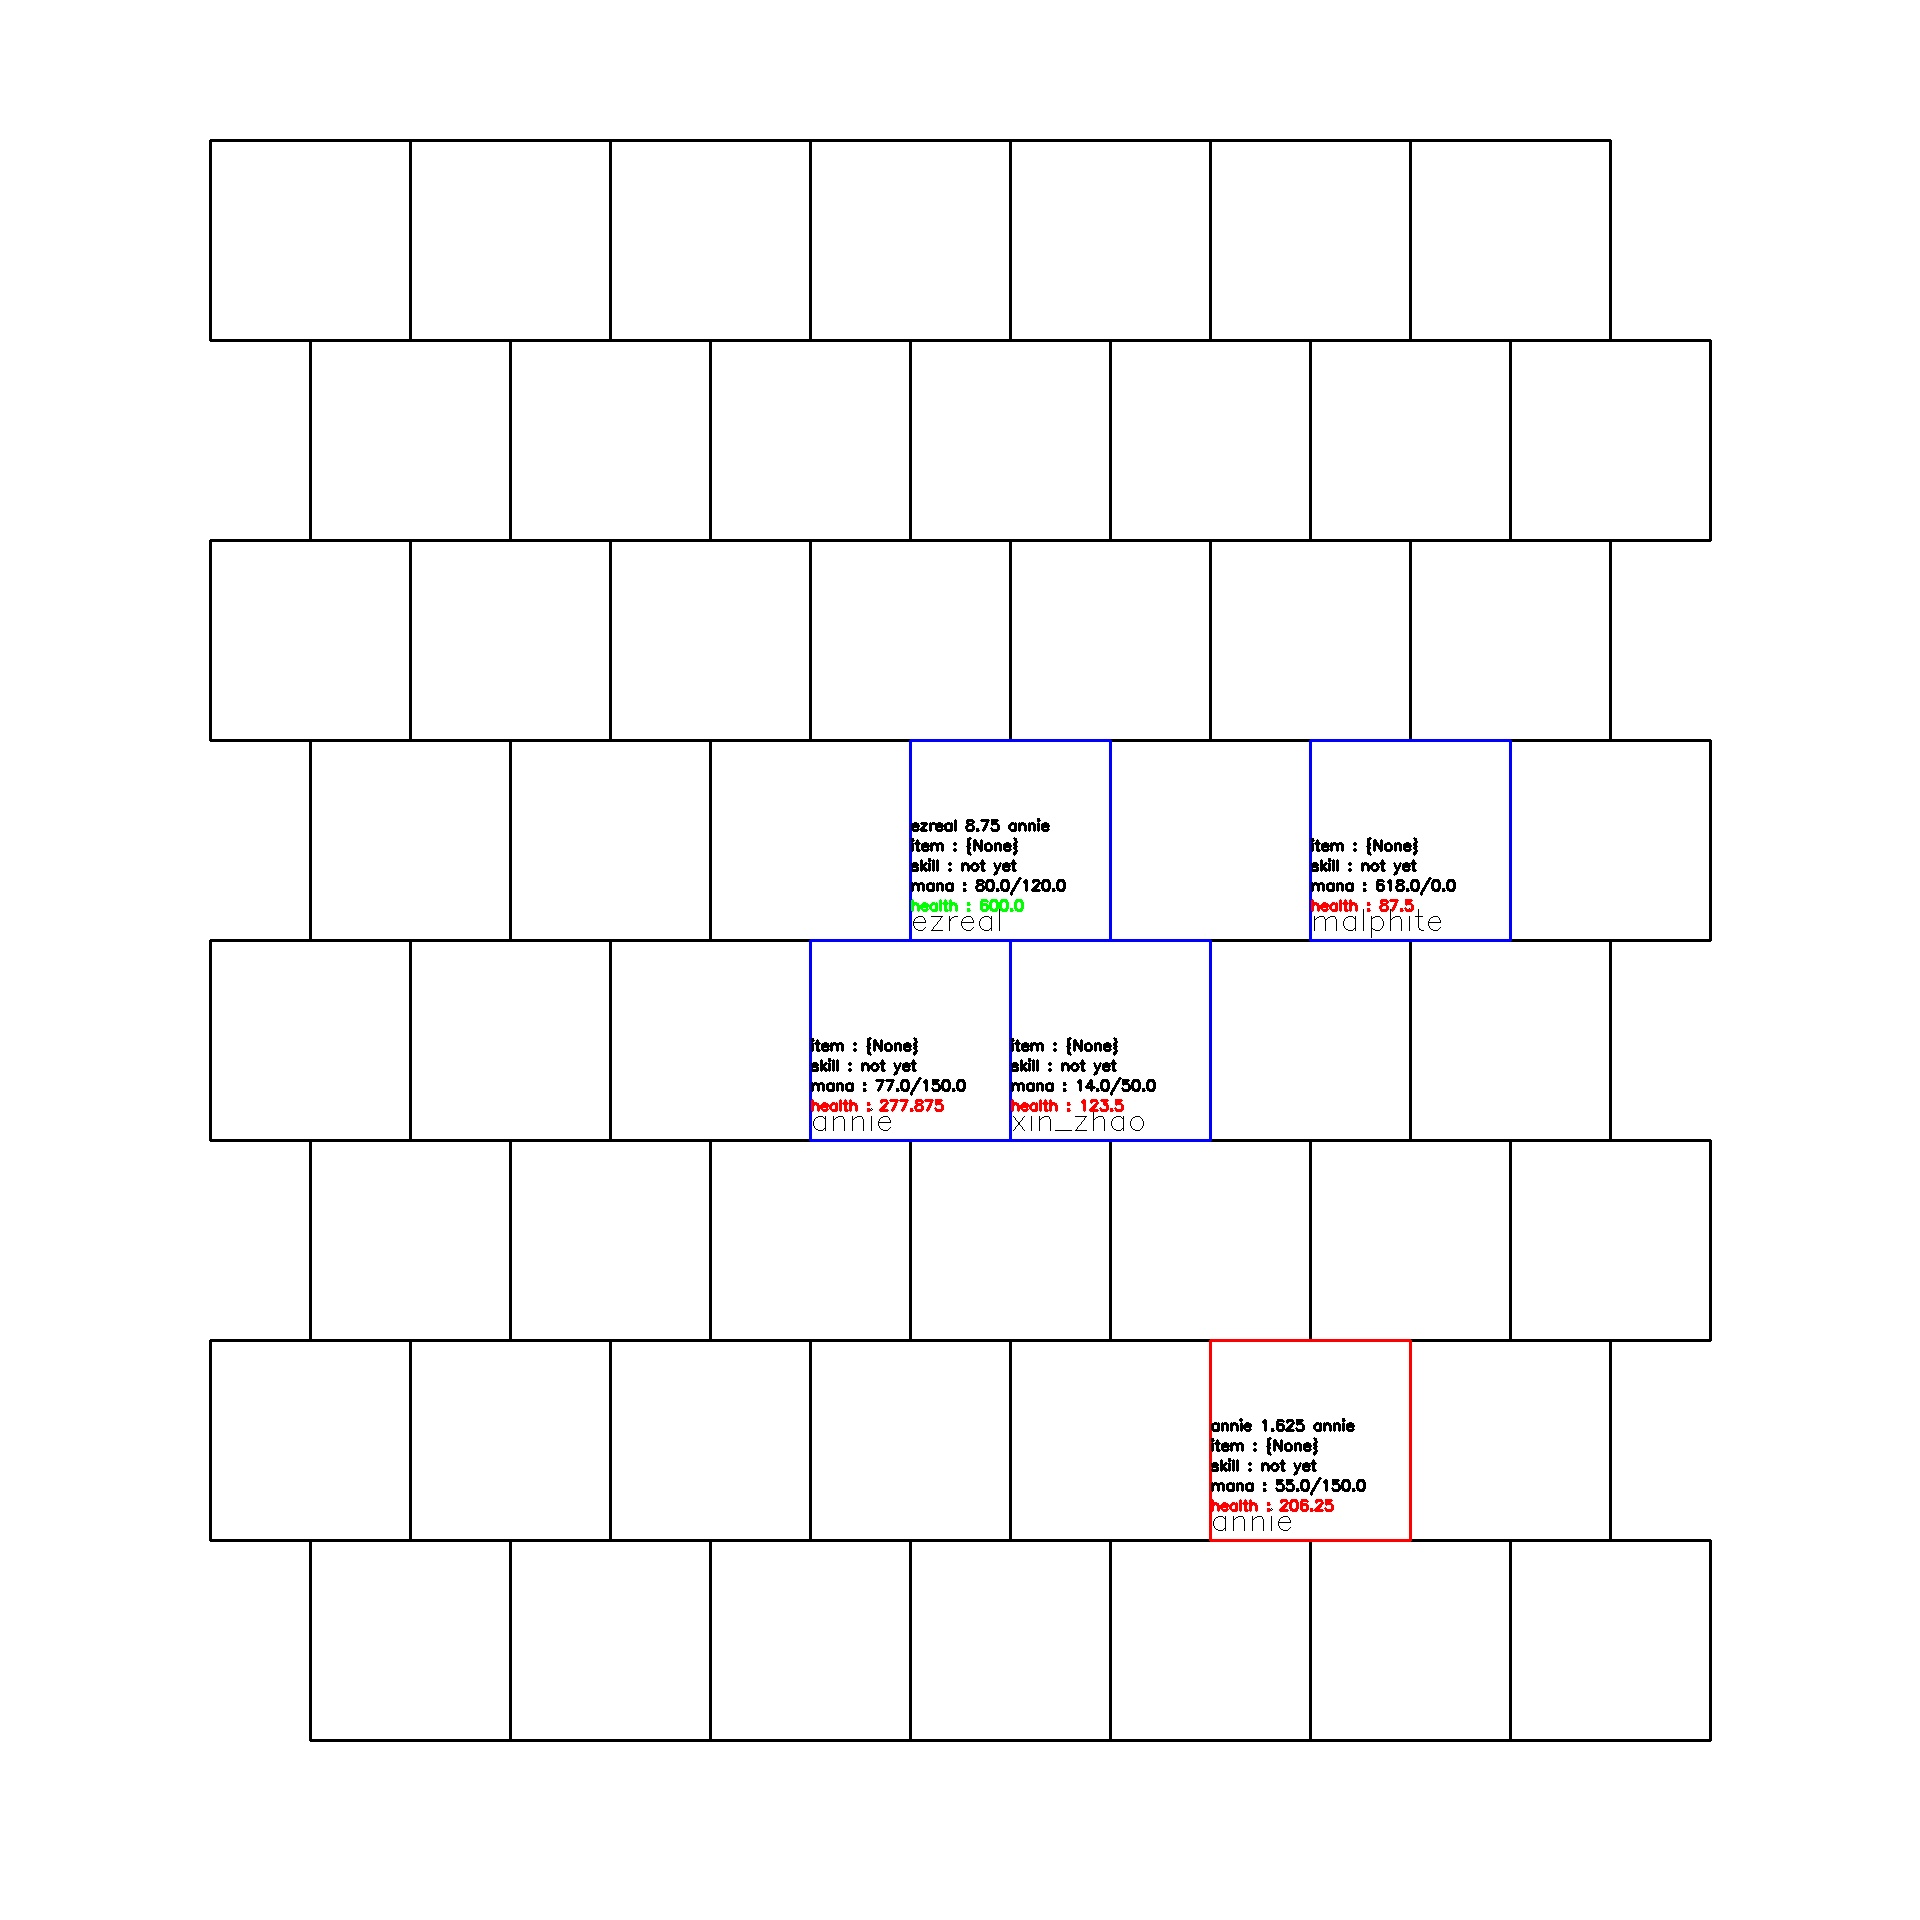 ezreal 8.75 annie
item : {None}
skill : not yet
mana : 80.0/120.0
health : 600.0
ezreal
item : {None}
skill : not yet
mana : 618.0/0.0
health : 87.5
malphite
item : {None}
skill : not yet
mana : 77.0/150.0
health : 277.875
annie
item : {None}
skill : not yet
mana : 14.0/50.0
health : 123.5
xin_zhao
annie 1.625 annie
item : {None}
skill : not yet
mana : 55.0/150.0
health : 206.25
annie